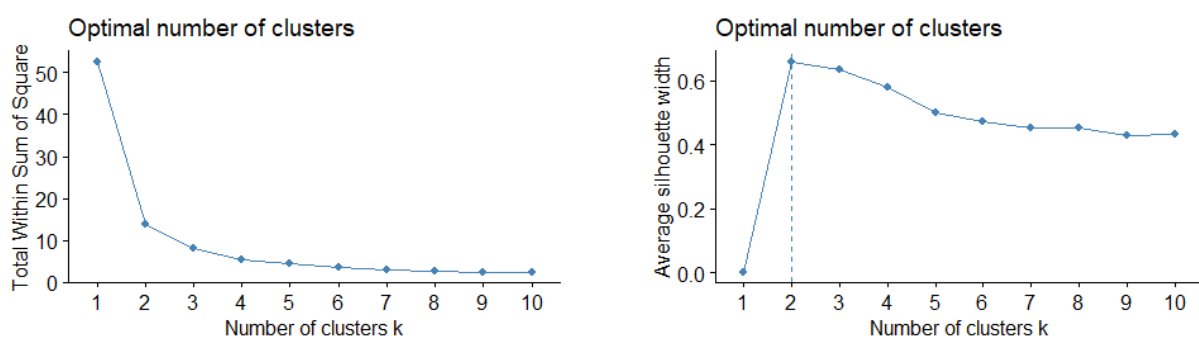 Optimal number of clusters
Total Within Sum of Square
50
40
30
20
10
0
1 2 3 4 5 6 7 8 9 10
Number of clusters k
Optimal number of clusters
Average silhouette width
0.6
0.4
0.2
0.0
1 2 3 4 5 6 7 8 9 10
Number of clusters k